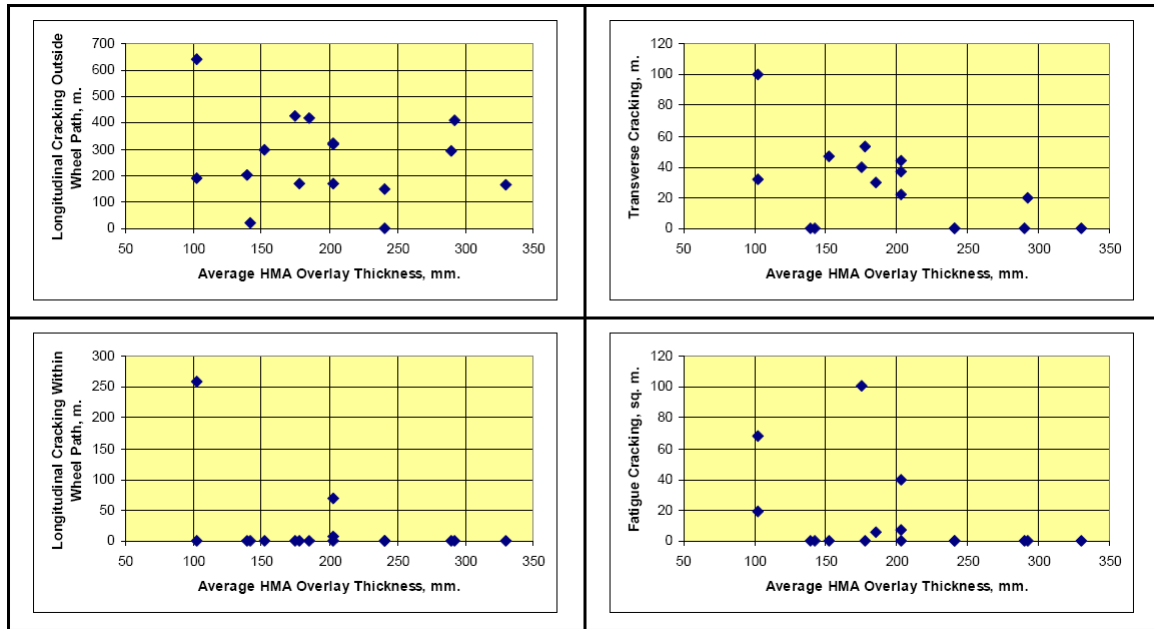 Longitudinal Cracking Outside
Wheel Path, m.
700
600
500
400
300
200
100
0
50 100 150 200 250 300 350
Average HMA Overlay Thickness, mm.
Transverse Cracking, m.
120
100
80
60
40
20
0
50 100 150 200 250 300 350
Average HMA Overlay Thickness, mm.
Longitudinal Cracking Within
Wheel Path, m.
300
250
200
150
100
50
0
50 100 150 200 250 300 350
Average HMA Overlay Thickness, mm.
Fatigue Cracking, sq. m.
120
100
80
60
40
20
0
50 100 150 200 250 300 350
Average HMA Overlay Thickness, mm.